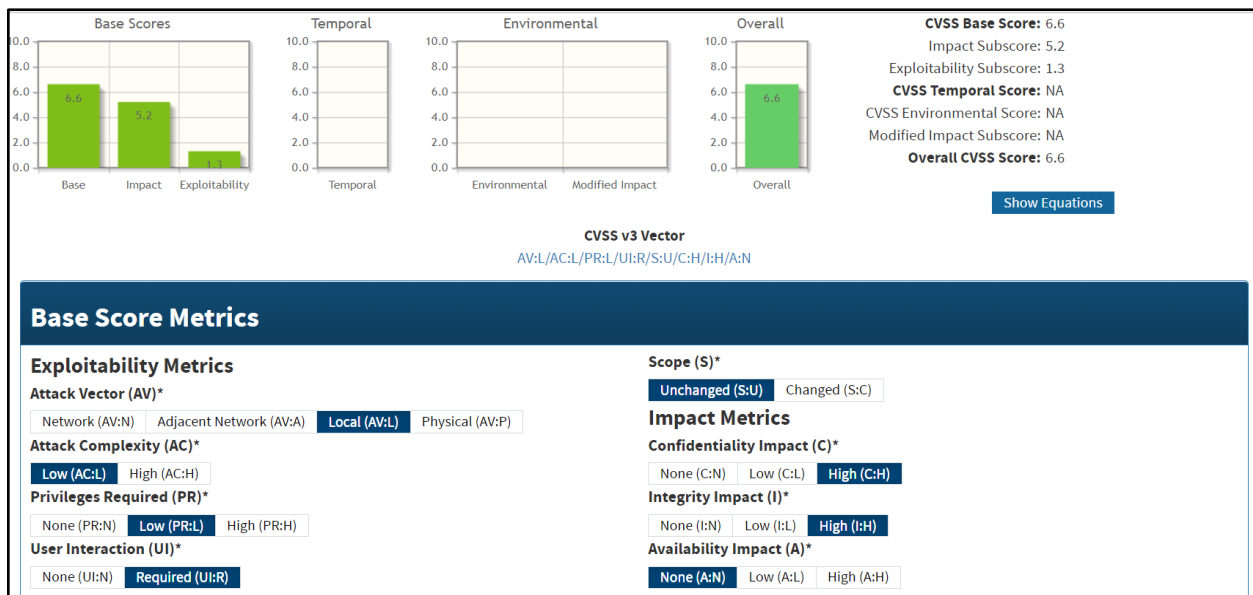 Base Scores
10.0
8.0
6.0
4.0
2.0
0.0
6.6
5.2
1.3
Base Impact Exploitability
Temporal
10.0
8.0
6.0
4.0
2.0
0.0
Temporal
Environmental
10.0
8.0
6.0
4.0
2.0
0.0
Environmental Modified Impact
Overall
10.0
8.0
6.0
4.0
2.0
0.0
6.6
Overall
CVSS Base Score: 6.6
Impact Subscore: 5.2
Exploitability Subscore: 1.3
CVSS Temporal Score: NA
CVSS Environmental Score: NA
Modified Impact Subscore: NA
Overall CVSS Score: 6.6
Show Equations
CVSS v3 Vector
AV:L/AC:L/PR:L/UI:R/S:U/C:H/I:H/A:N
Base Score Metrics
Exploitability Metrics
Attack Vector (AV)*
Network (AV:N) Adjacent Network (AV:A) Local (AV:L) Physical (AV:P)
Attack Complexity (AC)*
Low (AC:L) High (AC:H)
Privileges Required (PR)*
None (PR:N) Low (PR:L) High (PR:H)
User Interaction (UI)*
None (UI:N) Required (UI:R)
Scope (S)*
Unchanged (S:U) Changed (S:C)
Impact Metrics
Confidentiality Impact (C)*
None (C:N) Low (C:L) High (C:H)
Integrity Impact (I)*
None (I:N) Low (I:L) High (I:H)
Availability Impact (A)*
None (A:N) Low (A:L) High (A:H)